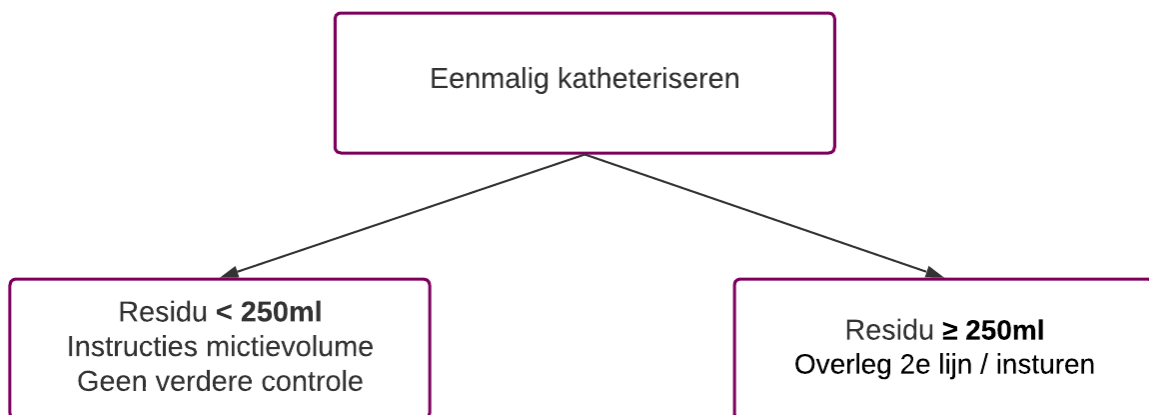 Eenmalig katheteriseren
Residu < 250ml
Instructies mictievolume
Geen verdere controle
Residu ≥ 250ml
Overleg 2e lijn / insturen